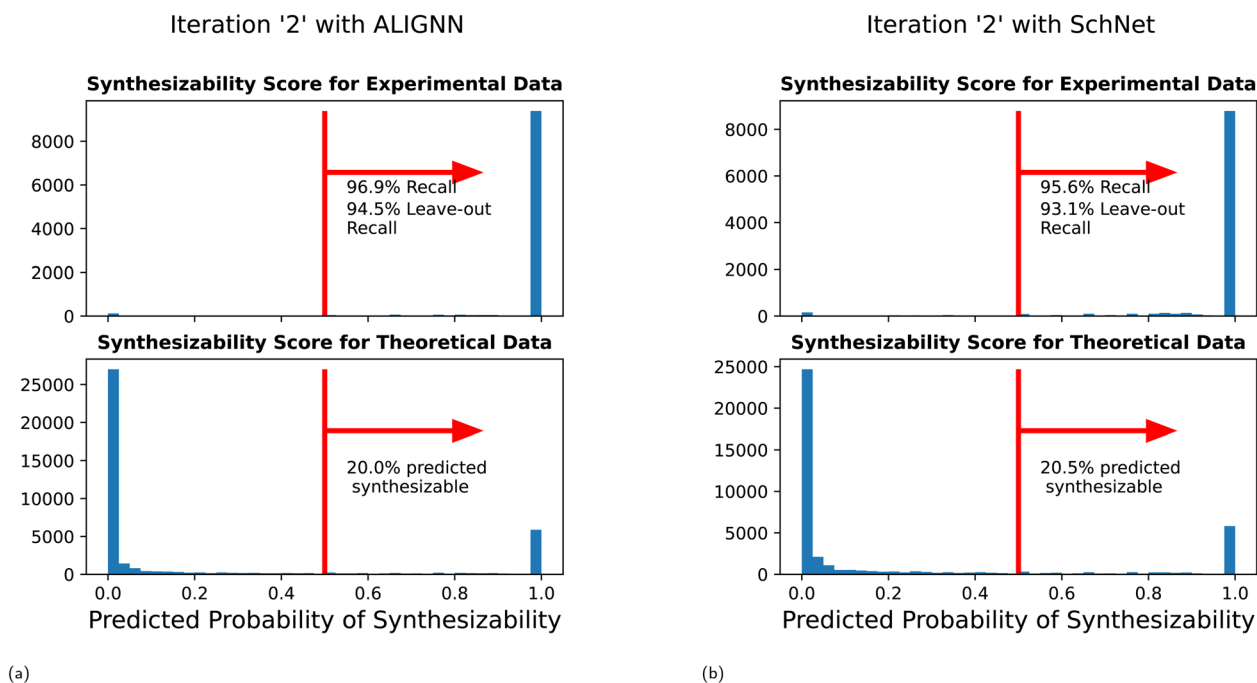 Iteration '2' with ALIGNN
Synthesizability Score for Experimental Data
8000
6000
4000
2000
0
96.9% Recall
94.5% Leave-out
Recall
Synthesizability Score for Theoretical Data
25000
20000
15000
10000
5000
0
20.0% predicted
synthesizable
0.0 0.2 0.4 0.6 0.8 1.0
Predicted Probability of Synthesizability
(a)
Iteration '2' with SchNet
Synthesizability Score for Experimental Data
8000
6000
4000
2000
0
95.6% Recall
93.1% Leave-out
Recall
Synthesizability Score for Theoretical Data
25000
20000
15000
10000
5000
0
20.5% predicted
synthesizable
0.0 0.2 0.4 0.6 0.8 1.0
Predicted Probability of Synthesizability
(b)